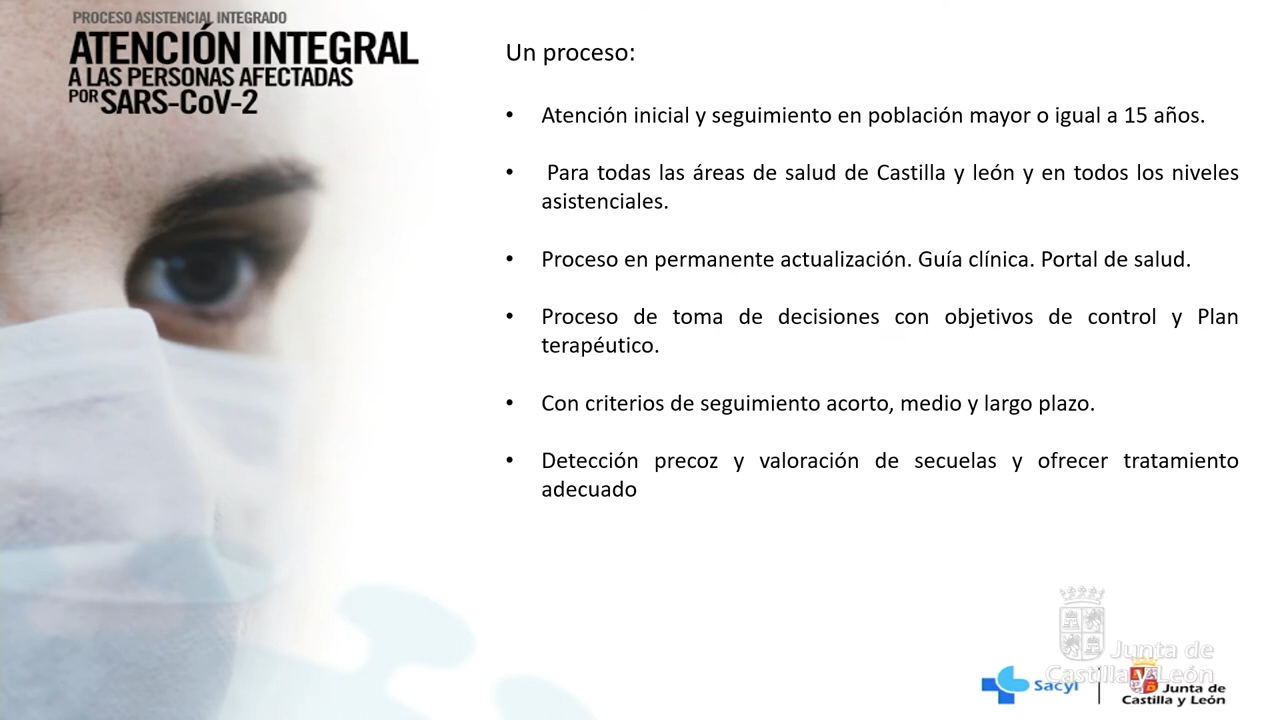 PROCESO ASISTENCIAL INTEGRADO
ATENCIÓN INTEGRAL
A LAS PERSONAS AFECTADAS
POR SARS-CoV-2
Un proceso:
• Atención inicial y seguimiento en población mayor o igual a 15 años.
• Para todas las áreas de salud de Castilla y león y en todos los niveles
asistenciales.
• Proceso en permanente actualización. Guía clínica. Portal de salud.
• Proceso de toma de decisiones con objetivos de control y Plan
terapéutico.
• Con criterios de seguimiento acorto, medio y largo plazo.
• Detección precoz y valoración de secuelas y ofrecer tratamiento
adecuado
Junta de
Castilla y León
Sacyl
Junta de
Castilla y León